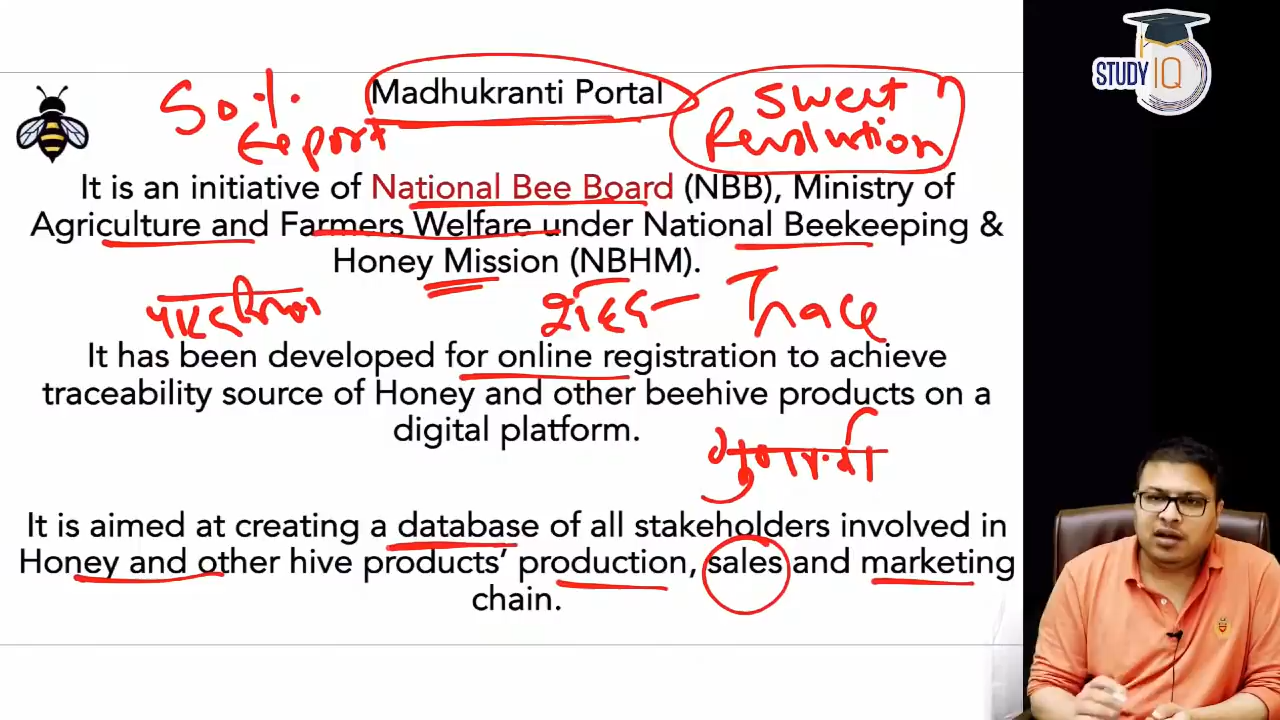 Madhukranti Portal
50%
Export
Sweet
Revolution
STUDY IQ
It is an initiative of National Bee Board (NBB), Ministry of
Agriculture and Farmers Welfare under National Beekeeping &
Honey Mission (NBHM).
शहद
Trace
It has been developed for online registration to achieve
traceability source of Honey and other beehive products on a
digital platform.
It is aimed at creating a database of all stakeholders involved in
Honey and other hive products’ production, sales and marketing
chain.